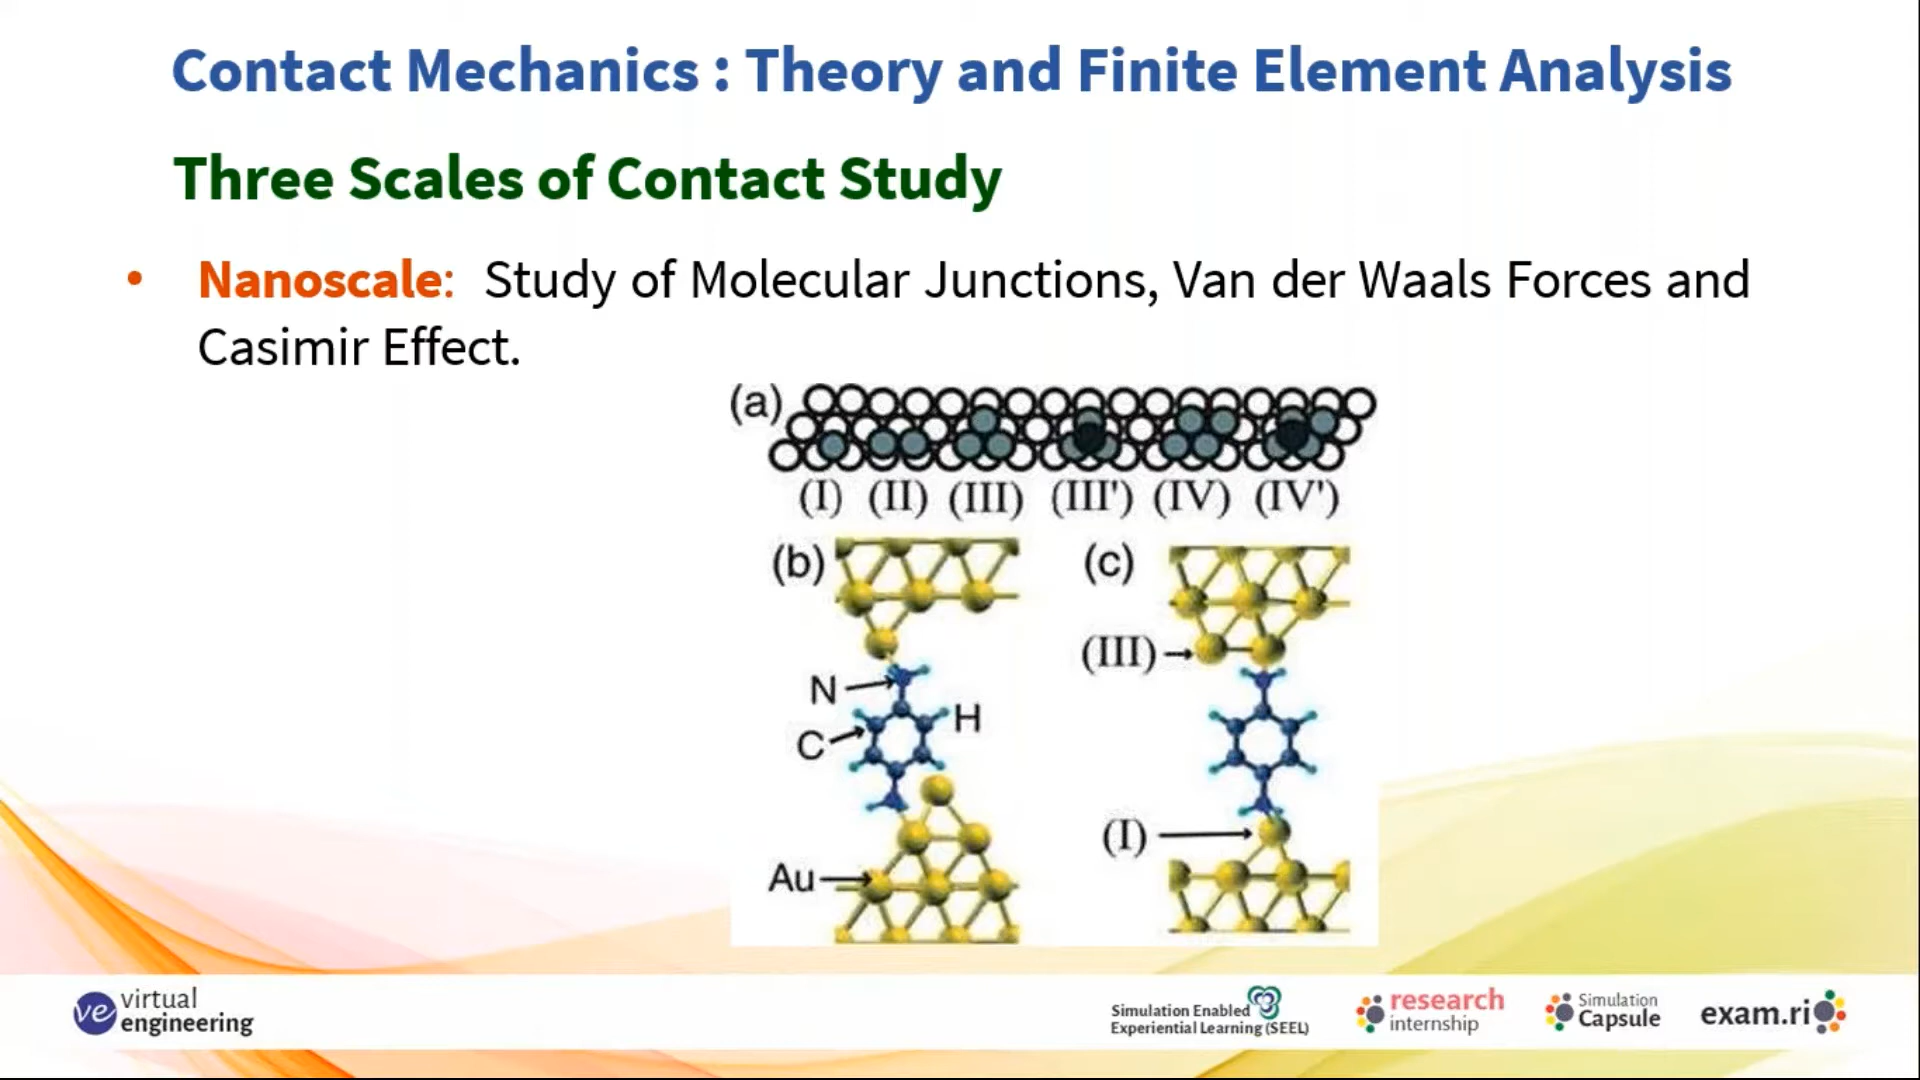 Contact Mechanics : Theory and Finite Element Analysis
Three Scales of Contact Study
• Nanoscale: Study of Molecular Junctions, Van der Waals Forces and
Casimir Effect.
(a)
(I) (II) (III) (III') (IV) (IV')
(b) (c)
(III)
N
H
C
(I)
Au
ve virtual
engineering
Simulation Enabled
Experiential Learning (SEEL)
research
internship
Simulation
Capsule
exam.ri